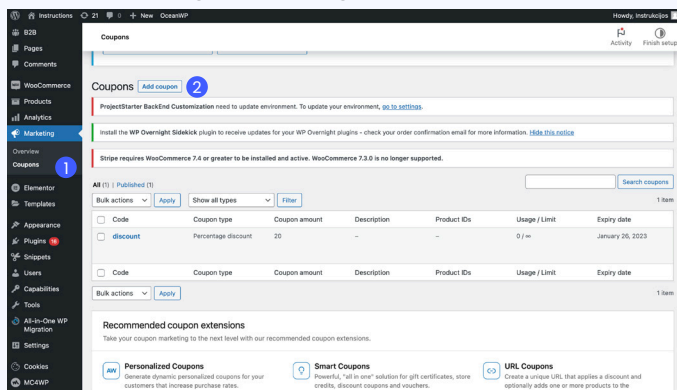 Instructions 21 0 + New OceanWP Howdy, Instrukcijos
B2B
Pages
Comments
WooCommerce
Products
Analytics
Marketing
Overview
Coupons
1
Elementor
Templates
Appearance
Plugins 16
Snippets
Users
Capabilities
Tools
All-in-One WP
Migration
Settings
Cookies
MC4WP
Coupons
Activity Finish setup
Coupons Add coupon 2
ProjectStarter BackEnd Customization need to update environment. To update your environment, go to settings.
Install the WP Overnight Sidekick plugin to receive updates for your WP Overnight plugins - check your order confirmation email for more information. Hide this notice
Stripe requires WooCommerce 7.4 or greater to be installed and active. WooCommerce 7.3.0 is no longer supported.
All (1) | Published (1) Search coupons
Bulk actions Apply Show all types Filter 1 item
Code Coupon type Coupon amount Description Product IDs Usage / Limit Expiry date
discount Percentage discount 20 – – 0 / ∞ January 26, 2023
Code Coupon type Coupon amount Description Product IDs Usage / Limit Expiry date
Bulk actions Apply 1 item
Recommended coupon extensions
Take your coupon marketing to the next level with our recommended coupon extensions.
AW Personalized Coupons
Generate dynamic personalized coupons for your
customers that increase purchase rates.
Smart Coupons
Powerful, "all in one" solution for gift certificates, store
credits, discount coupons and vouchers.
URL Coupons
Create a unique URL that applies a discount and
optionally adds one or more products to the